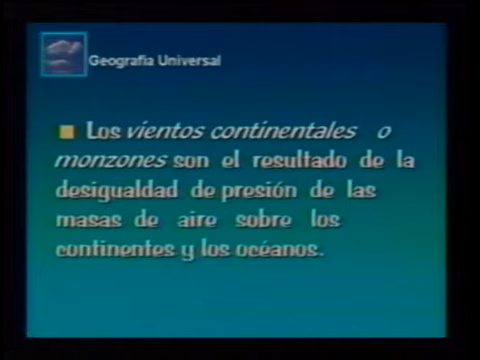 Geografía Universal
Los vientos continentales o
monzones son el resultado de la
desigualdad de presión de las
masas de aire sobre los
continentes y los océanos.